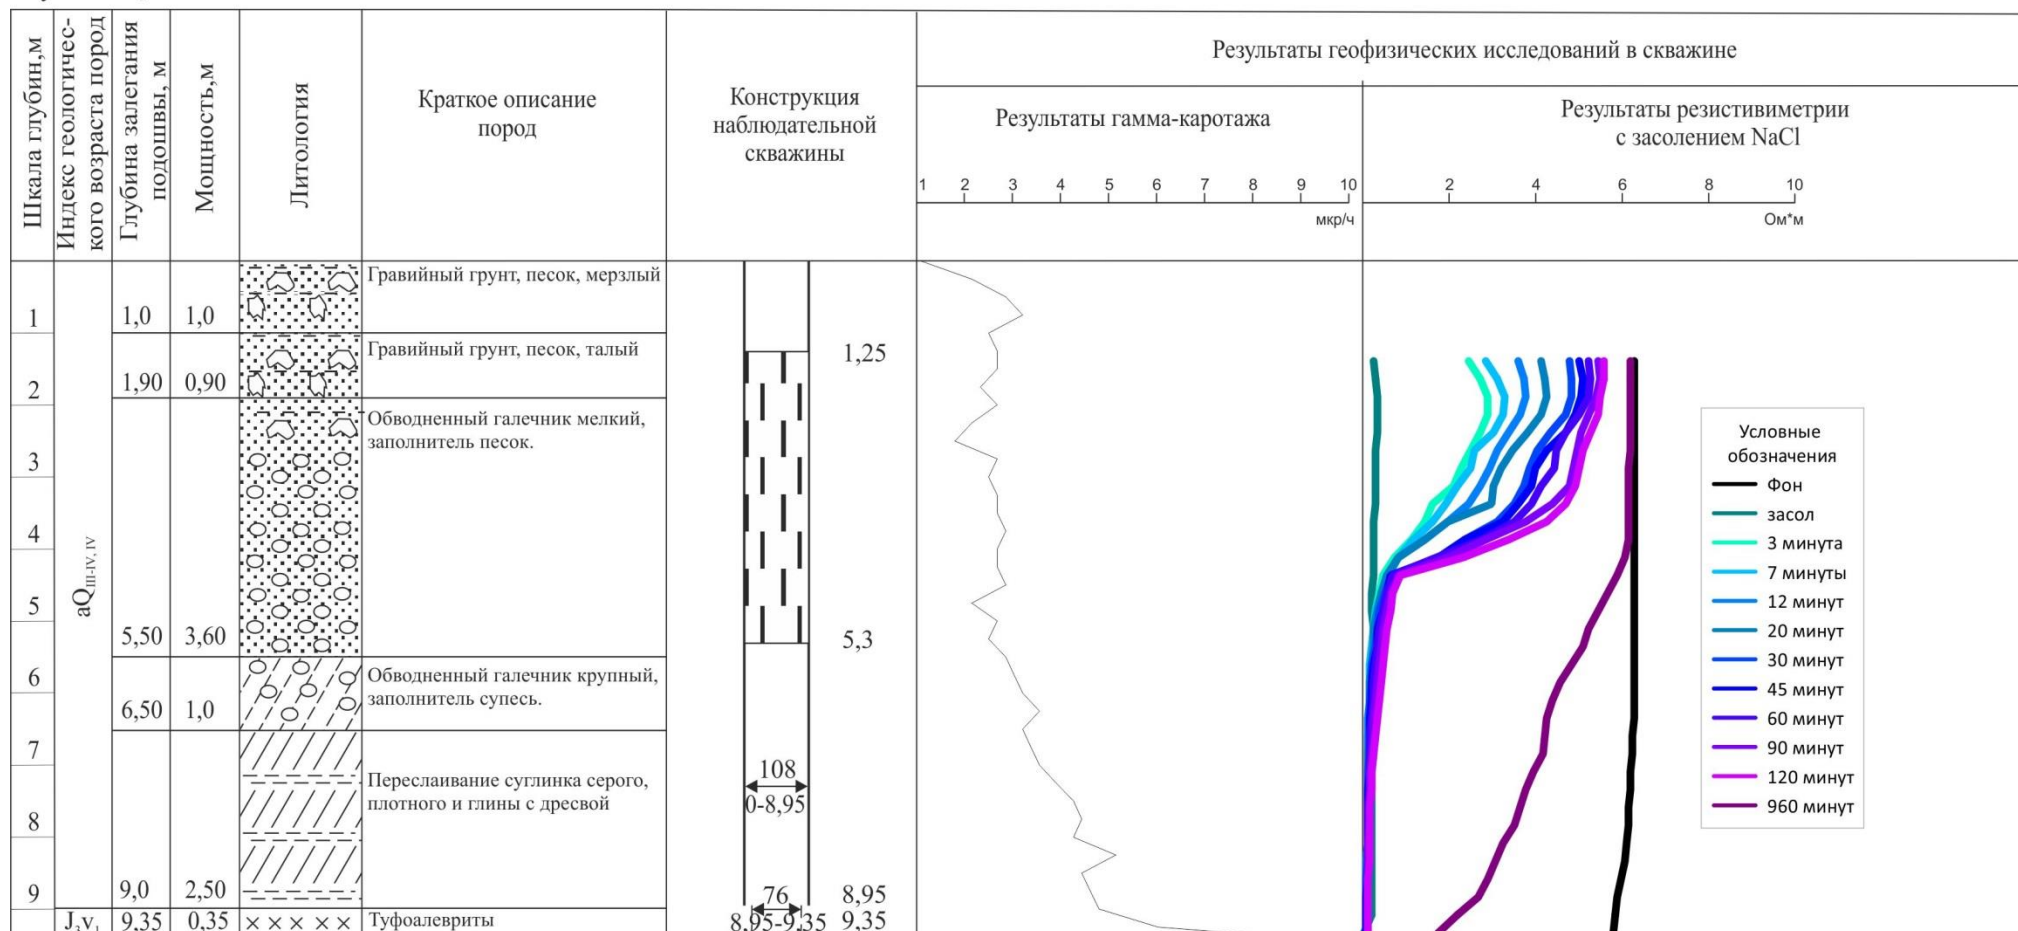 Шкала глубин,м
Индекс геологичес-
кого возраста пород
Глубина залегания
подошвы, м
Мощность,м
Литология
Краткое описание
пород
Конструкция
наблюдательной
скважины
Результаты геофизических исследований в скважине
Результаты гамма-каротажа
1 2 3 4 5 6 7 8 9 10
мкр/ч
Результаты резистивиметрии
с засолением NaCl
2 4 6 8 10
Ом*м
1
2
3
4
5
6
7
8
9
aQIII-IV, IV
J3v1
1,0 1,0
Гравийный грунт, песок, мерзлый
1,90 0,90
Гравийный грунт, песок, талый
5,50 3,60
Обводненный галечник мелкий,
заполнитель песок.
6,50 1,0
Обводненный галечник крупный,
заполнитель супесь.
9,0 2,50
Переслаивание суглинка серого,
плотного и глины с дресвой
9,35 0,35
Туфоалевриты
1,25
5,3
108
0-8,95
76
8,95
8,95-9,35
9,35
Условные
обозначения
Фон
засол
3 минута
7 минуты
12 минут
20 минут
30 минут
45 минут
60 минут
90 минут
120 минут
960 минут